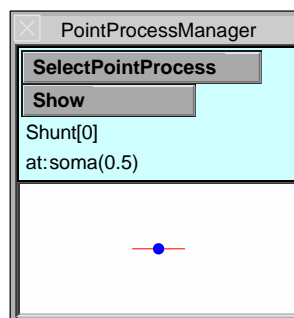 PointProcessManager
SelectPointProcess
Show
Shunt[0]
at:soma(0.5)